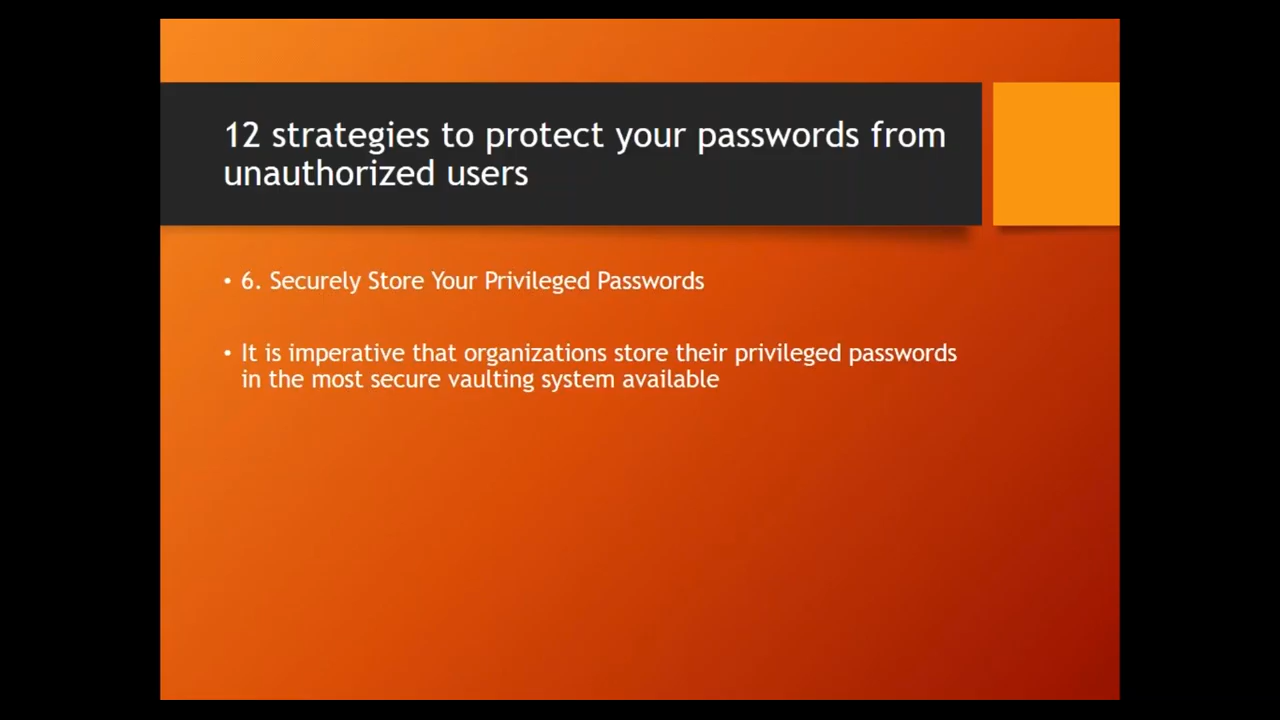 12 strategies to protect your passwords from
unauthorized users
• 6. Securely Store Your Privileged Passwords
• It is imperative that organizations store their privileged passwords
in the most secure vaulting system available